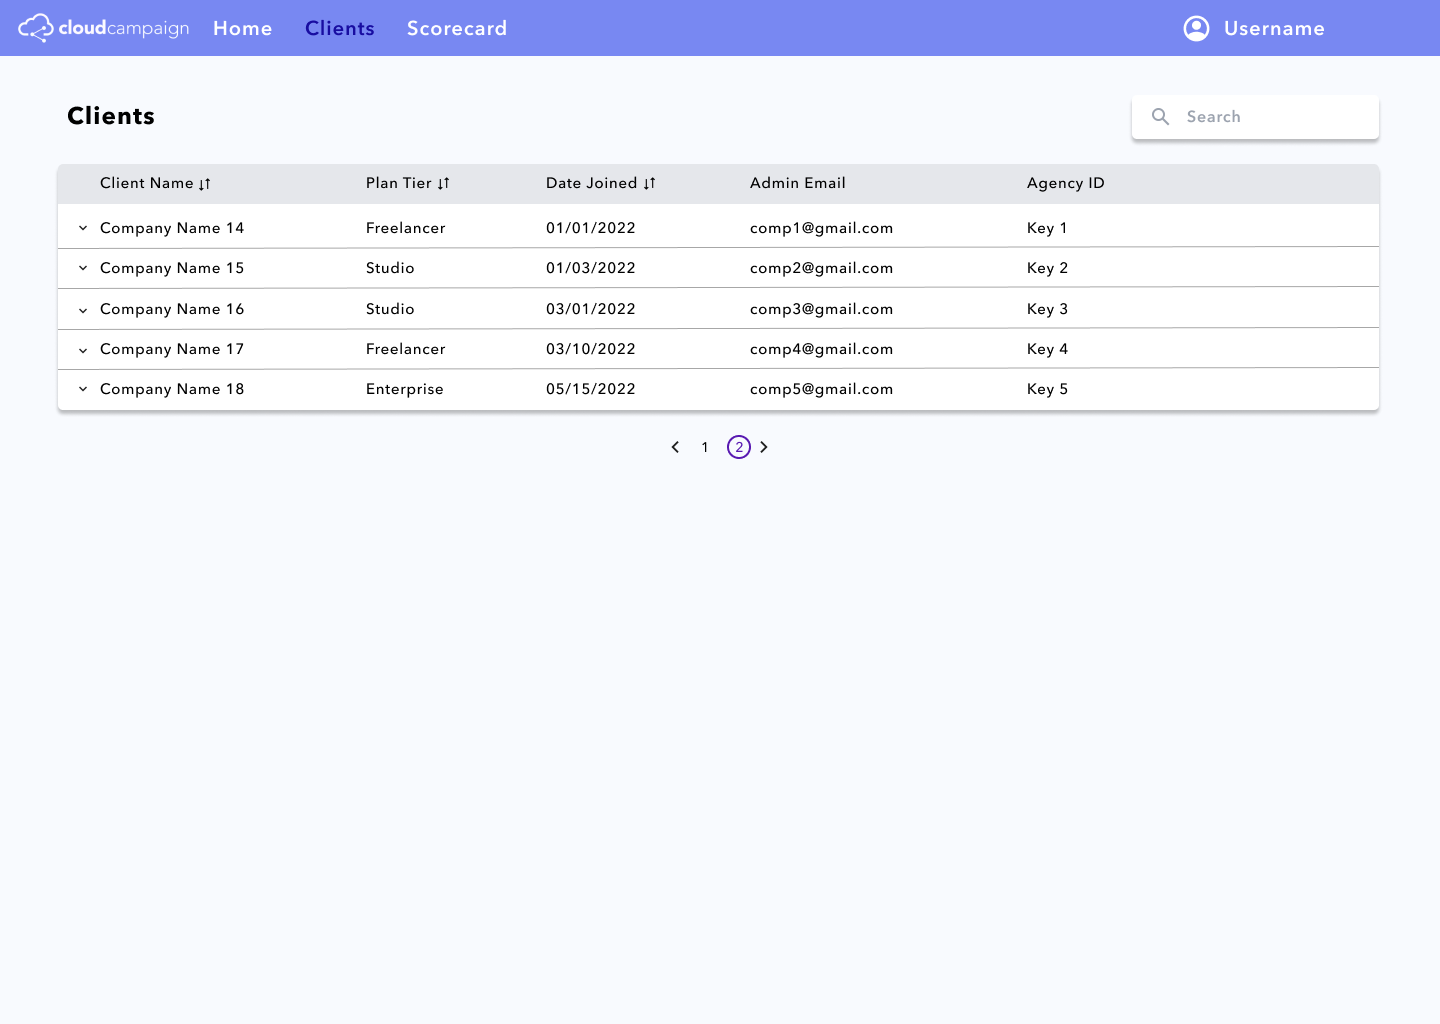 cloudcampaign Home Clients Scorecard Username
Clients Search
Client Name Plan Tier Date Joined Admin Email Agency ID
Company Name 14 Freelancer 01/01/2022 comp1@gmail.com Key 1
Company Name 15 Studio 01/03/2022 comp2@gmail.com Key 2
Company Name 16 Studio 03/01/2022 comp3@gmail.com Key 3
Company Name 17 Freelancer 03/10/2022 comp4@gmail.com Key 4
Company Name 18 Enterprise 05/15/2022 comp5@gmail.com Key 5
1 2